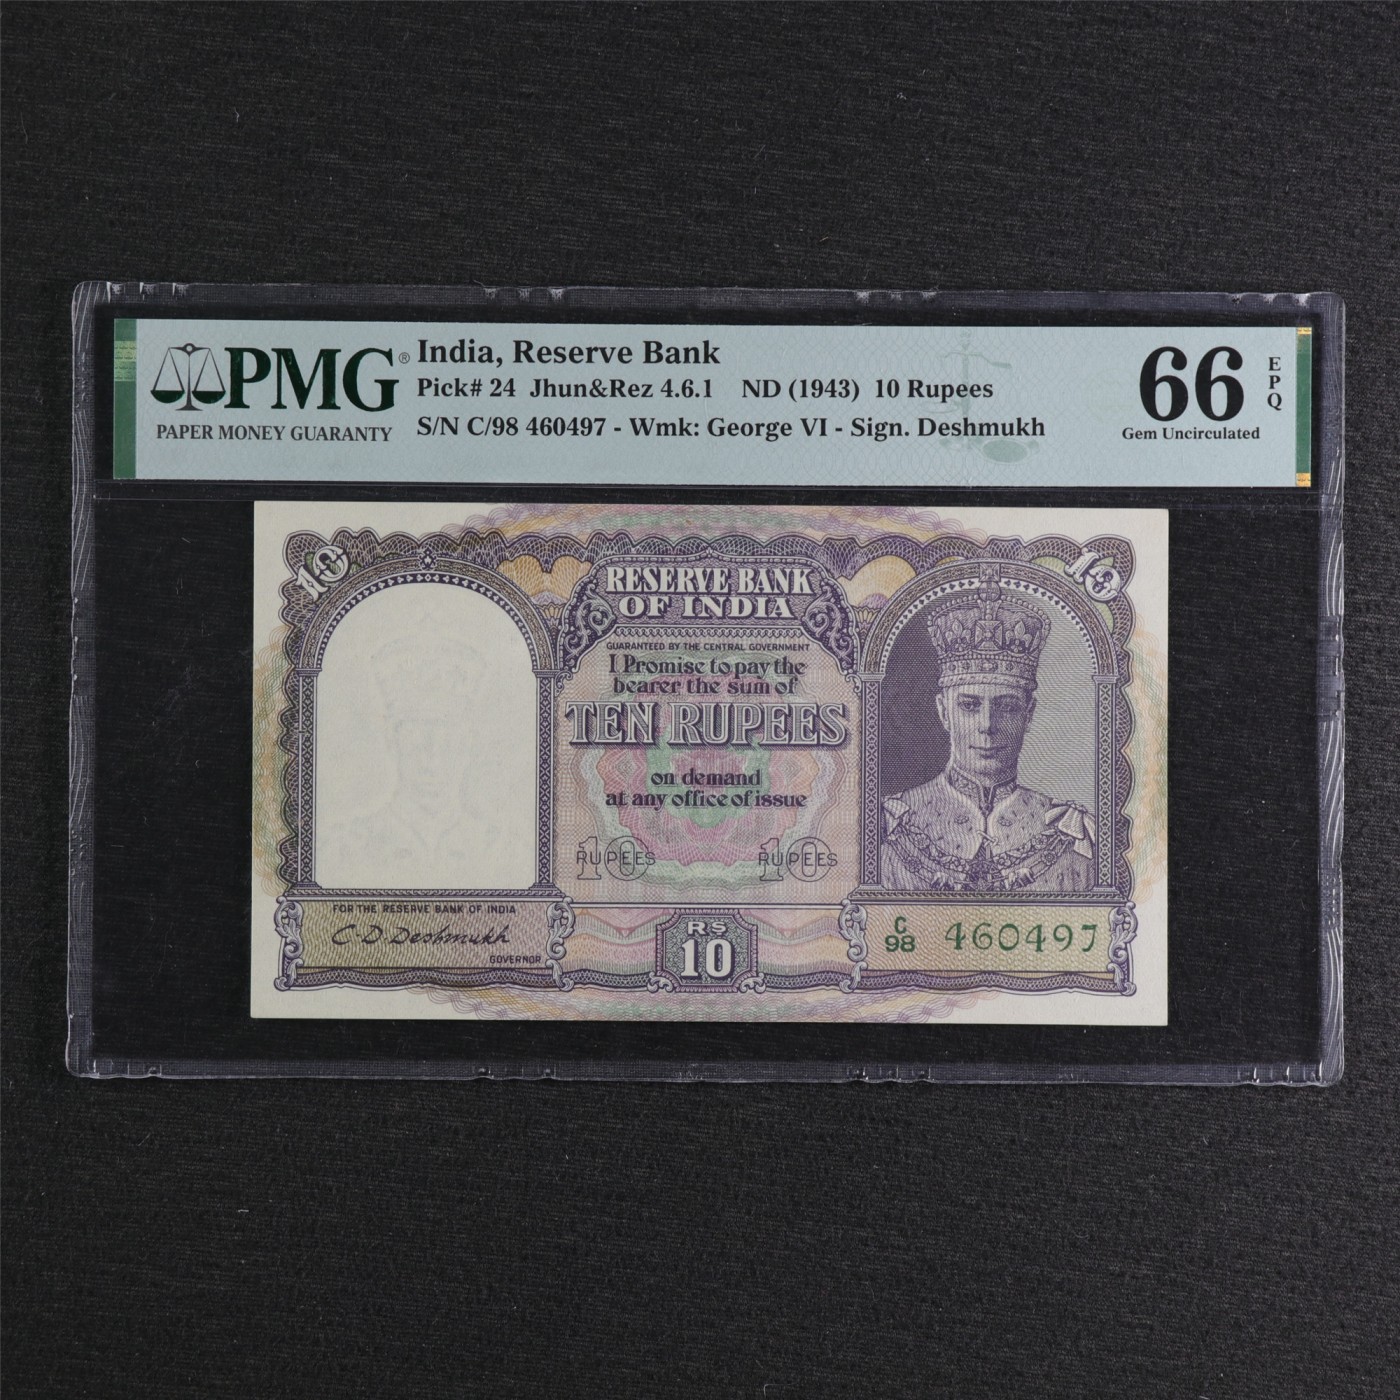 PMG®
PAPER MONEY GUARANTY
India, Reserve Bank
Pick# 24 Jhun&Rez 4.6.1 ND (1943) 10 Rupees
S/N C/98 460497 - Wmk: George VI - Sign. Deshmukh
66
EPQ
Gem Uncirculated
10
10
RESERVE BANK
OF INDIA
GUARANTEED BY THE CENTRAL GOVERNMENT
I Promise to pay the
bearer the sum of
TEN RUPEES
on demand
at any office of issue
10 RUPEES
10 RUPEES
FOR THE RESERVE BANK OF INDIA
C.D. Deshmukh
GOVERNOR
RS
10
C/98 460497